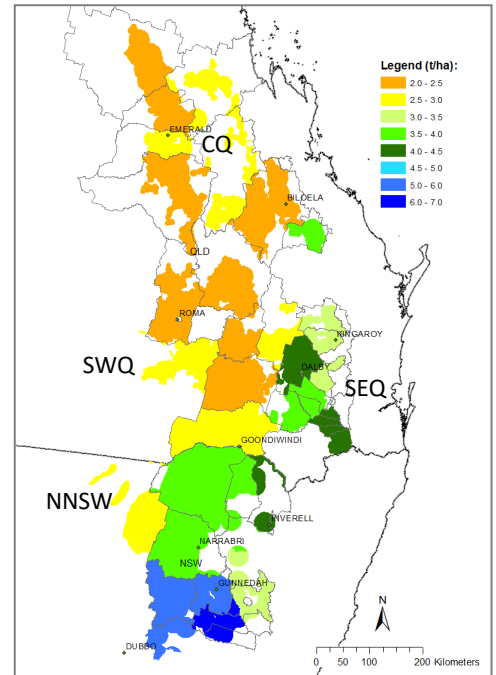 Legend (t/ha):
2.0 - 2.5
2.5 - 3.0
3.0 - 3.5
3.5 - 4.0
4.0 - 4.5
4.5 - 5.0
5.0 - 6.0
6.0 - 7.0
EMERALD
CQ
BILOELA
QLD
ROMA
KINGAROY
SWQ
DALBY
SEQ
GOONDIWINDI
NNSW
INVERELL
NARRABRI
NSW
GUNNEDAH
N
DUBBO
0 50 100 200 Kilometers